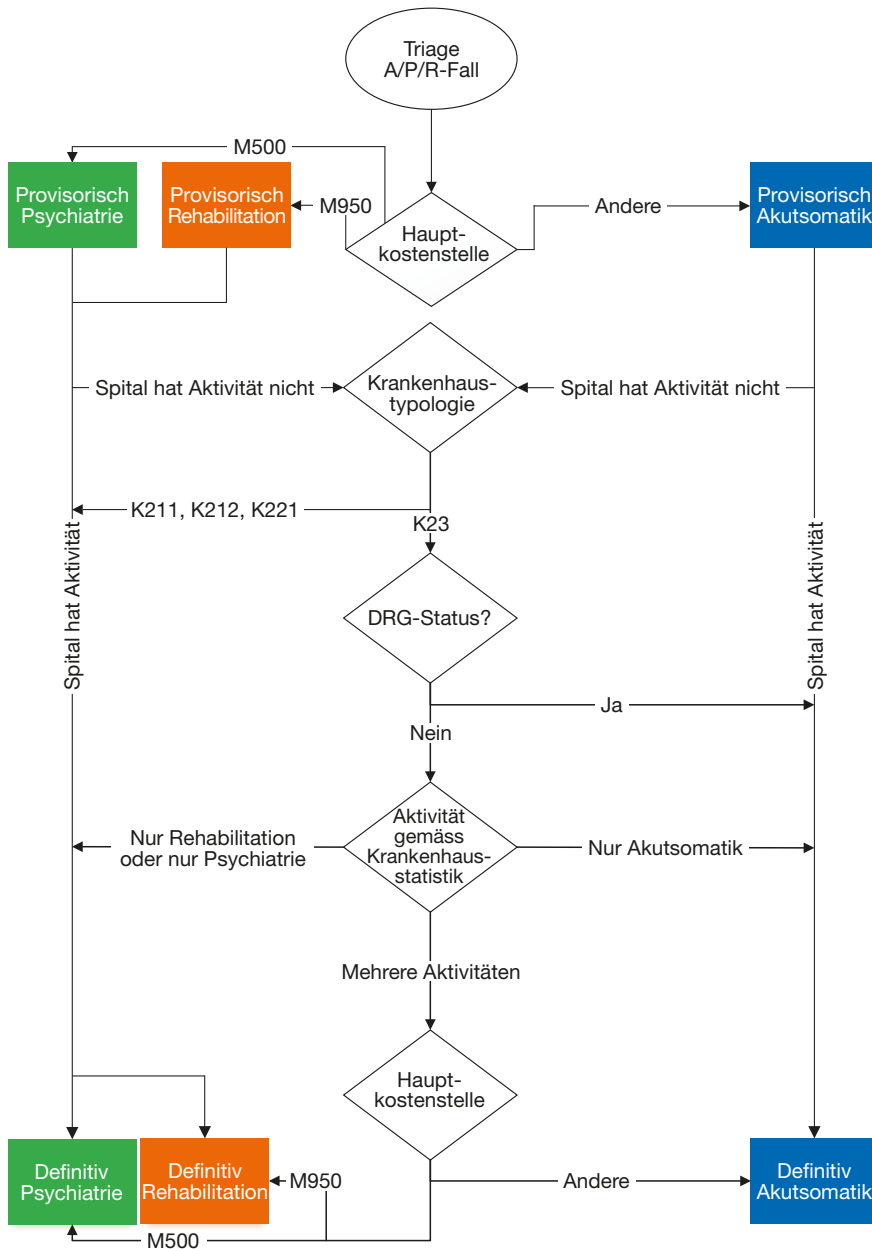 Triage
A/P/R-Fall
M500
Provisorisch
Psychiatrie
Provisorisch
Rehabilitation
M950
Haupt-
kostenstelle
Andere
Provisorisch
Akutsomatik
Spital hat Aktivität nicht
Krankenhaus-
typologie
Spital hat Aktivität nicht
K211, K212, K221
K23
Spital hat Aktivität
DRG-Status?
Spital hat Aktivität
Ja
Nein
Nur Rehabilitation
oder nur Psychiatrie
Aktivität
gemäss
Krankenhaus-
statistik
Nur Akutsomatik
Mehrere Aktivitäten
Haupt-
kostenstelle
Definitiv
Psychiatrie
Definitiv
Rehabilitation
M950
Andere
Definitiv
Akutsomatik
M500